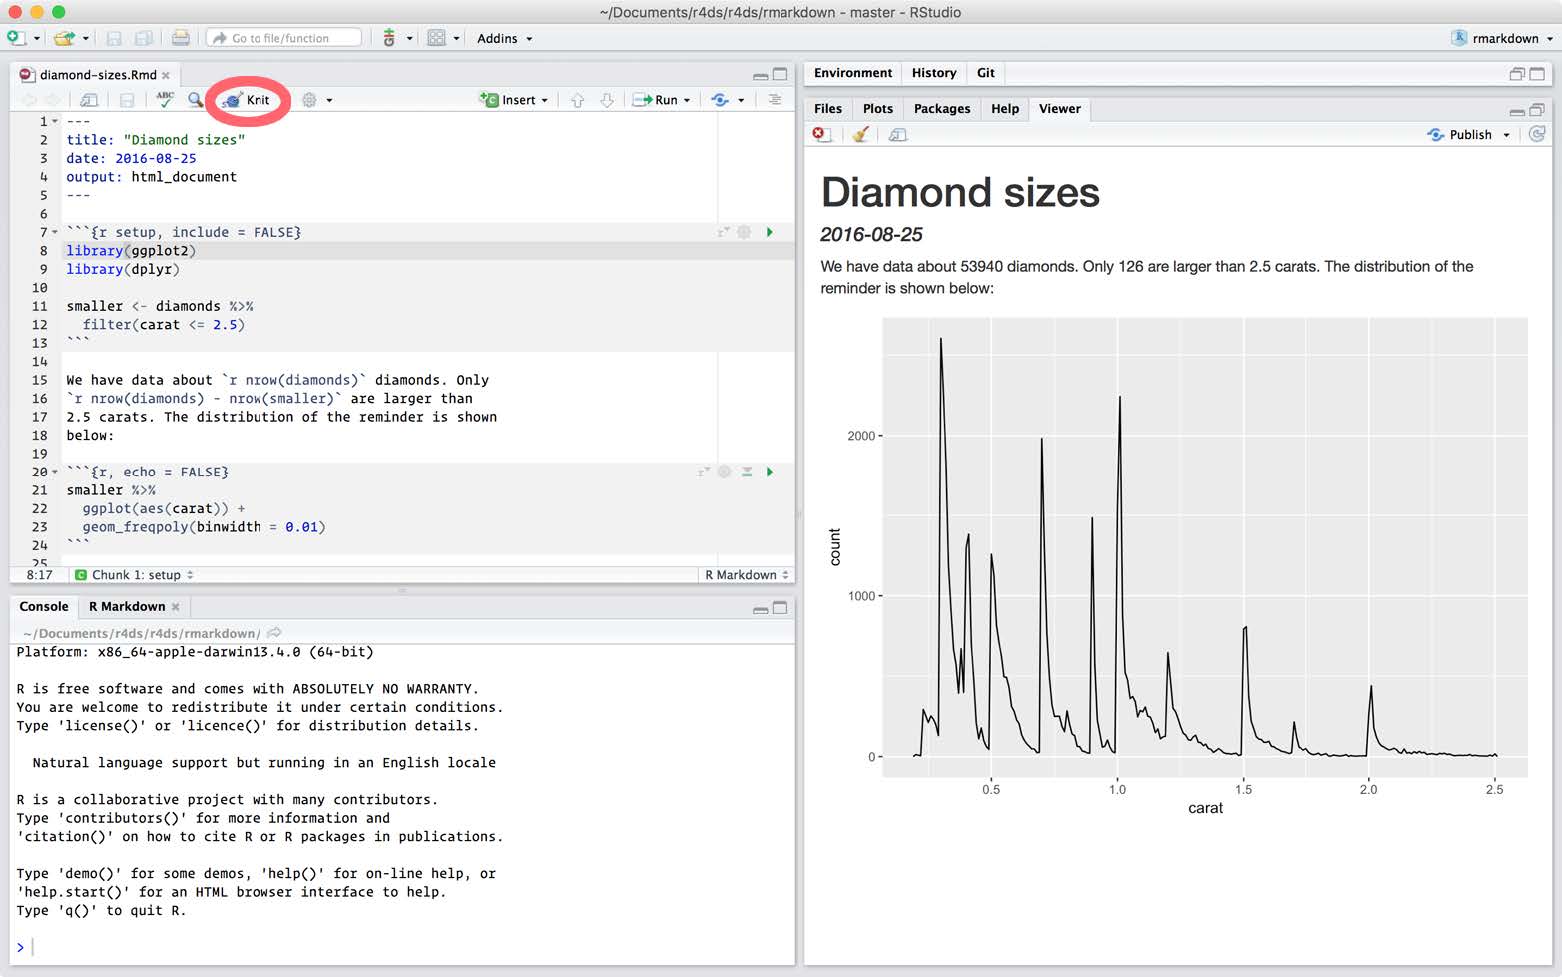 ~/Documents/r4ds/r4ds/rmarkdown - master - RStudio
Go to file/function
Addins
rmarkdown
diamond-sizes.Rmd
ABC
Knit
Insert
Run
1 ---
2 title: "Diamond sizes"
3 date: 2016-08-25
4 output: html_document
5 ---
6
7 ```{r setup, include = FALSE}
8 library(ggplot2)
9 library(dplyr)
10
11 smaller <- diamonds %>%
12 filter(carat <= 2.5)
13 ```
14
15 We have data about `r nrow(diamonds)` diamonds. Only
16 `r nrow(diamonds) - nrow(smaller)` are larger than
17 2.5 carats. The distribution of the reminder is shown
18 below:
19
20 ```{r, echo = FALSE}
21 smaller %>%
22 ggplot(aes(carat)) +
23 geom_freqpoly(binwidth = 0.01)
24 ```
25
8:17
Chunk 1: setup
R Markdown
Console
R Markdown
~/Documents/r4ds/r4ds/rmarkdown/
Platform: x86_64-apple-darwin13.4.0 (64-bit)
R is free software and comes with ABSOLUTELY NO WARRANTY.
You are welcome to redistribute it under certain conditions.
Type 'license()' or 'licence()' for distribution details.
Natural language support but running in an English locale
R is a collaborative project with many contributors.
Type 'contributors()' for more information and
'citation()' on how to cite R or R packages in publications.
Type 'demo()' for some demos, 'help()' for on-line help, or
'help.start()' for an HTML browser interface to help.
Type 'q()' to quit R.
>
Environment
History
Git
Files
Plots
Packages
Help
Viewer
Publish
Diamond sizes
2016-08-25
We have data about 53940 diamonds. Only 126 are larger than 2.5 carats. The distribution of the
reminder is shown below:
2000
1000
0
count
0.5
1.0
1.5
2.0
2.5
carat